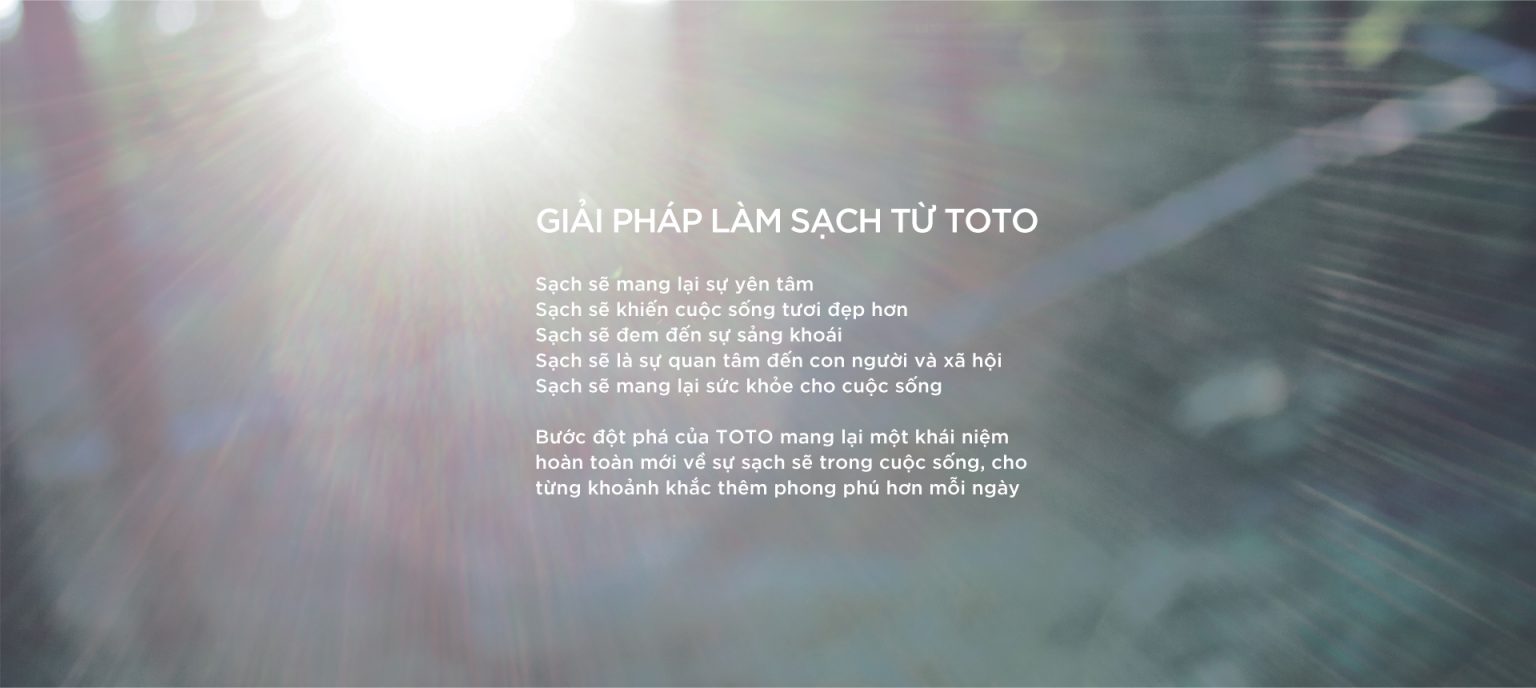 GIẢI PHÁP LÀM SẠCH TỪ TOTO
Sạch sẽ mang lại sự yên tâm
Sạch sẽ khiến cuộc sống tươi đẹp hơn
Sạch sẽ đem đến sự sảng khoái
Sạch sẽ là sự quan tâm đến con người và xã hội
Sạch sẽ mang lại sức khỏe cho cuộc sống
Bước đột phá của TOTO mang lại một khái niệm
hoàn toàn mới về sự sạch sẽ trong cuộc sống, cho
từng khoảnh khắc thêm phong phú hơn mỗi ngày